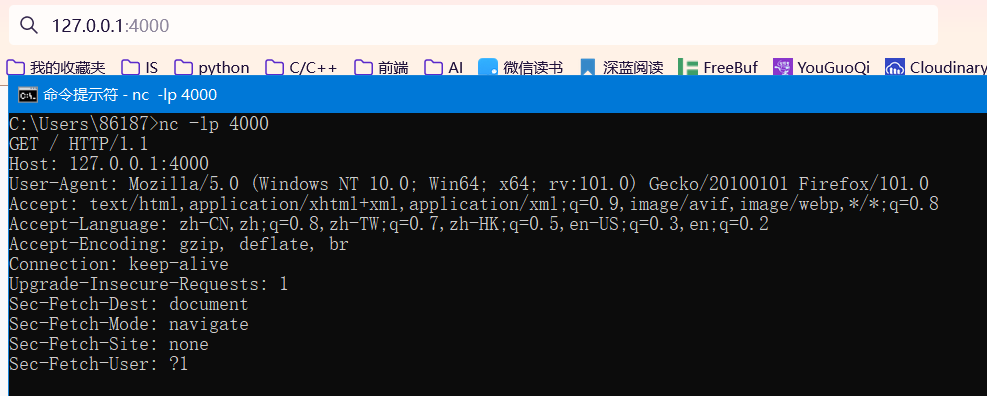 127.0.0.1:4000
我的收藏夹 IS python C/C++ 前端 AI 微信读书 深蓝阅读 FreeBuf YouGuoQi Cloudinary
命令提示符 - nc -lp 4000
C:\Users\86187>nc -lp 4000
GET / HTTP/1.1
Host: 127.0.0.1:4000
User-Agent: Mozilla/5.0 (Windows NT 10.0; Win64; x64; rv:101.0) Gecko/20100101 Firefox/101.0
Accept: text/html,application/xhtml+xml,application/xml;q=0.9,image/avif,image/webp,*/*;q=0.8
Accept-Language: zh-CN,zh;q=0.8,zh-TW;q=0.7,zh-HK;q=0.5,en-US;q=0.3,en;q=0.2
Accept-Encoding: gzip, deflate, br
Connection: keep-alive
Upgrade-Insecure-Requests: 1
Sec-Fetch-Dest: document
Sec-Fetch-Mode: navigate
Sec-Fetch-Site: none
Sec-Fetch-User: ?1